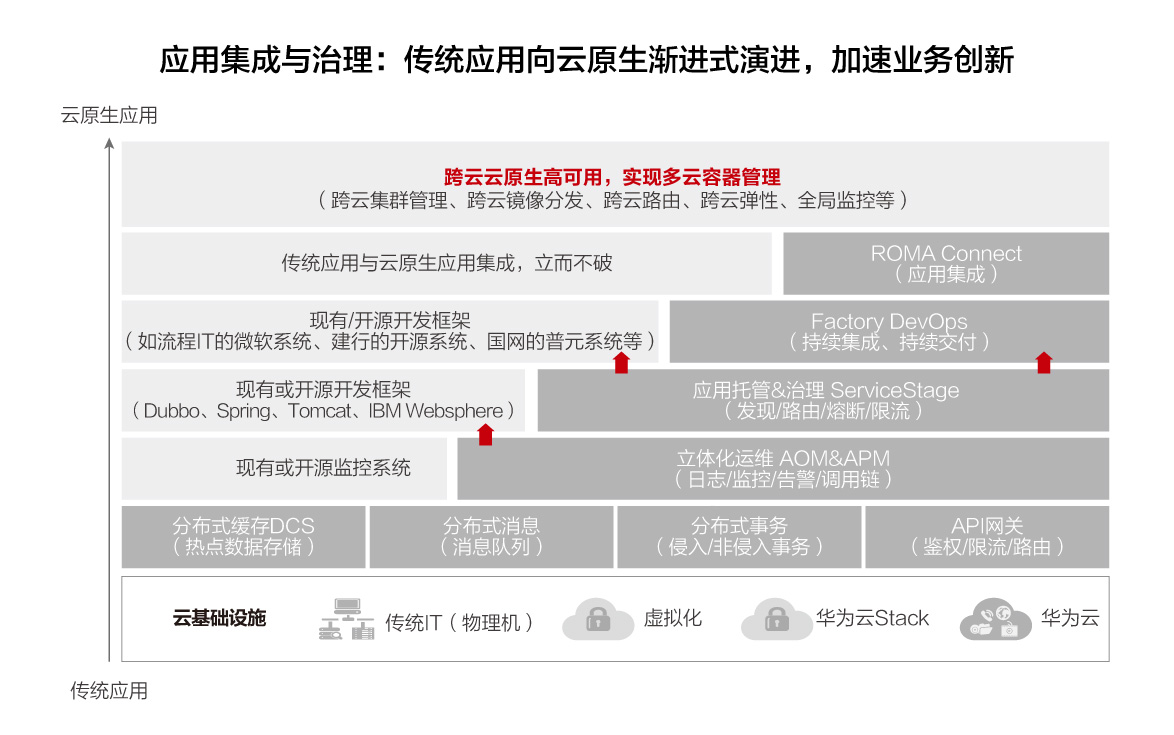 应用集成与治理：传统应用向云原生渐进式演进，加速业务创新
云原生应用
跨云云原生高可用，实现多云容器管理
（跨云集群管理、跨云镜像分发、跨云路由、跨云弹性、全局监控等）
传统应用与云原生应用集成，立而不破
ROMA Connect
（应用集成）
现有/开源开发框架
（如流程IT的微软系统、建行的开源系统、国网的普元系统等）
Factory DevOps
（持续集成、持续交付）
现有或开源开发框架
（Dubbo、Spring、Tomcat、IBM Websphere）
应用托管&治理 ServiceStage
（发现/路由/熔断/限流）
现有或开源监控系统
立体化运维 AOM&APM
（日志/监控/告警/调用链）
分布式缓存DCS
（热点数据存储）
分布式消息
（消息队列）
分布式事务
（侵入/非侵入事务）
API网关
（鉴权/限流/路由）
云基础设施
传统IT（物理机）
虚拟化
华为云Stack
华为云
传统应用